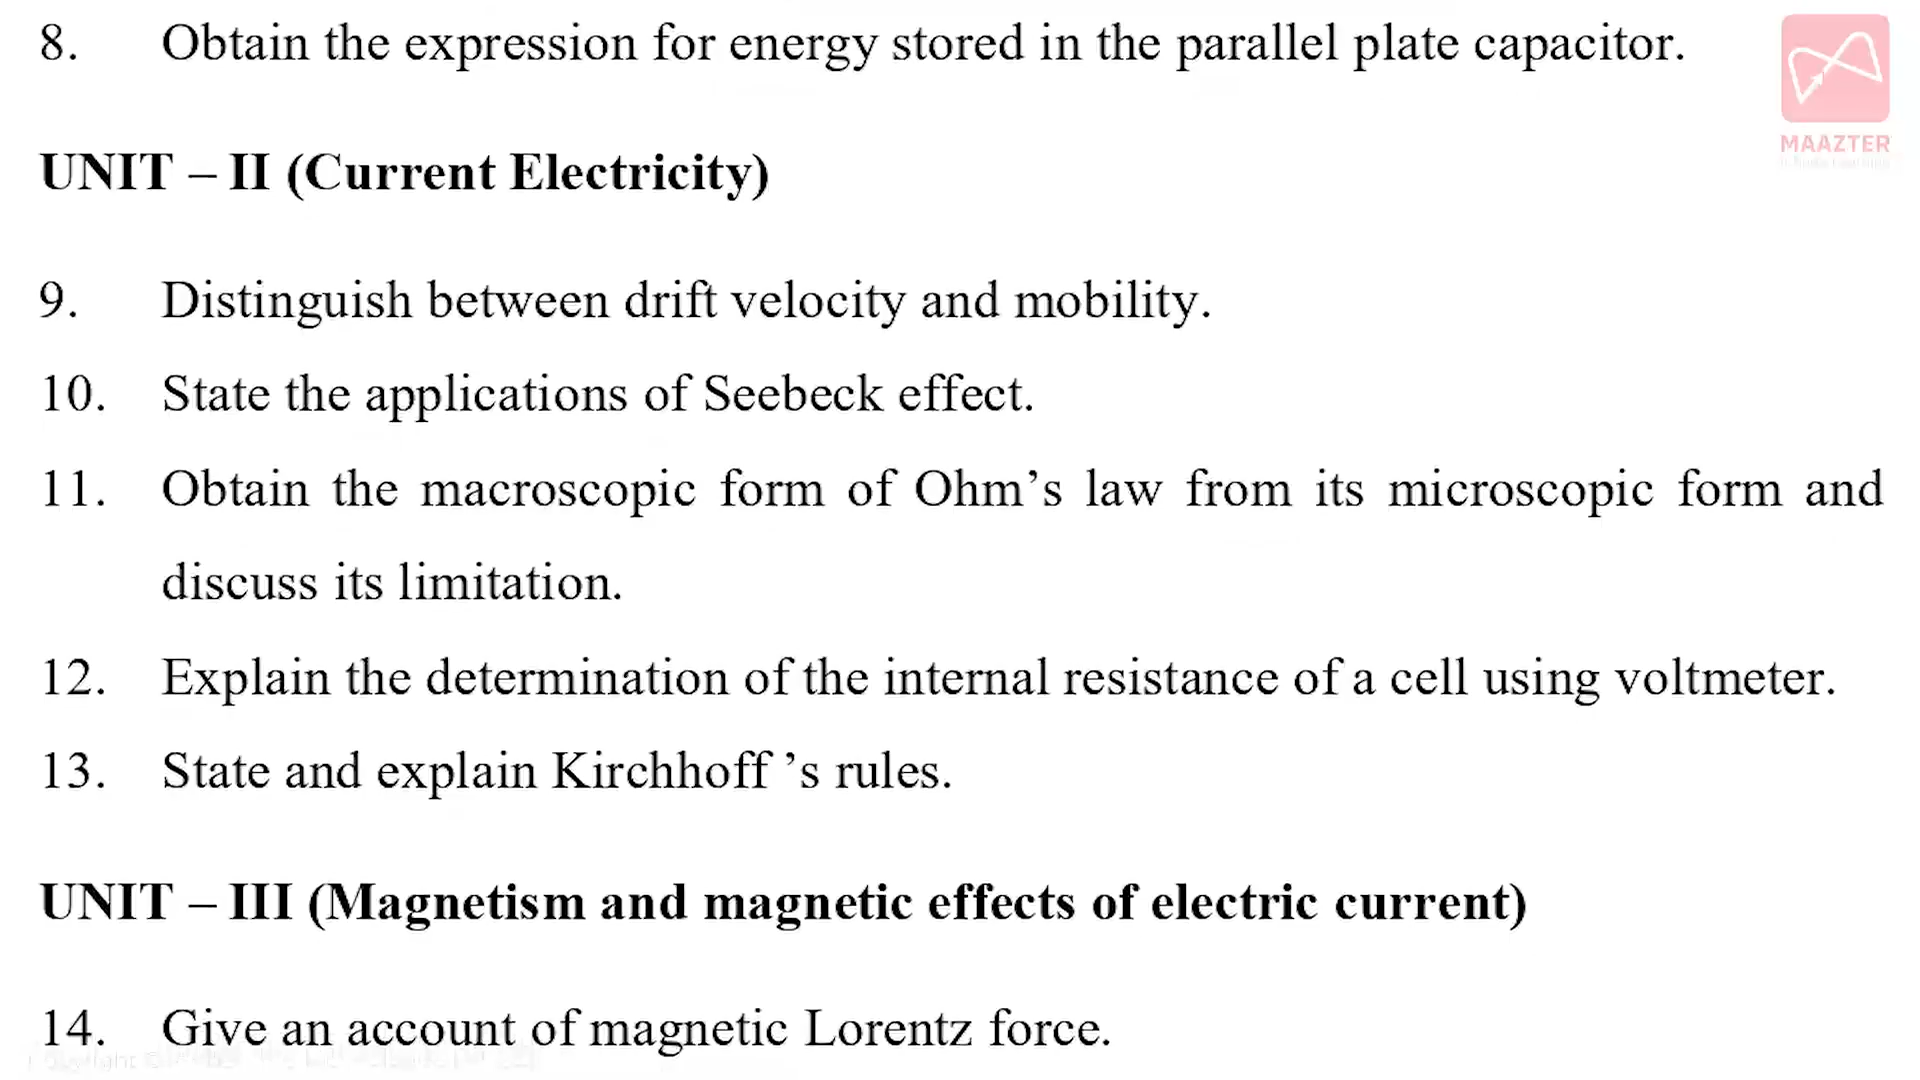 8. Obtain the expression for energy stored in the parallel plate capacitor.
MAAZTER
UNIT – II (Current Electricity)
9. Distinguish between drift velocity and mobility.
10. State the applications of Seebeck effect.
11. Obtain the macroscopic form of Ohm’s law from its microscopic form and
discuss its limitation.
12. Explain the determination of the internal resistance of a cell using voltmeter.
13. State and explain Kirchhoff ’s rules.
UNIT – III (Magnetism and magnetic effects of electric current)
14. Give an account of magnetic Lorentz force.